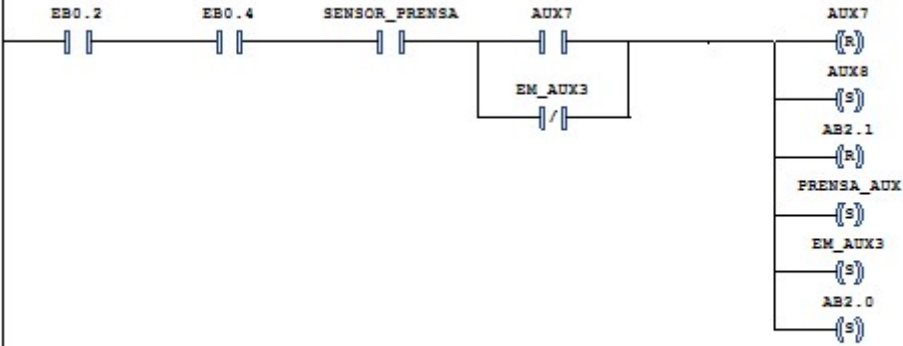 EB0.2 EB0.4 SENSOR_PRENSA AUX7 AUX7
(R)
AUX8
EM_AUX3 (S)
/ AB2.1
(R)
PRENSA_AUX
(S)
EM_AUX3
(S)
AB2.0
(S)